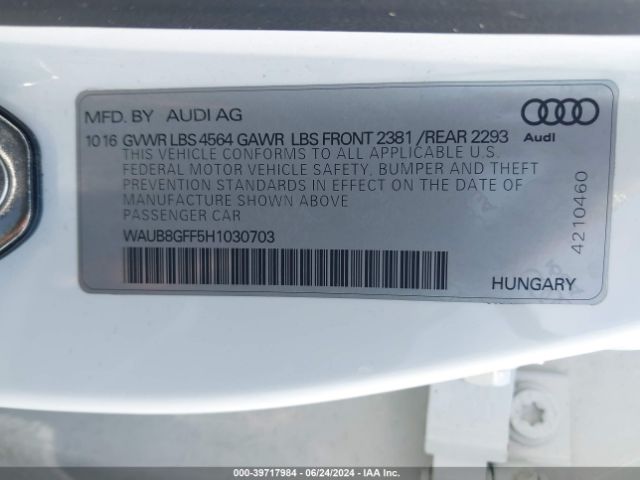 MFD. BY AUDI AG
10 16 GVWR LBS 4564 GAWR LBS FRONT 2381 /REAR 2293
THIS VEHICLE CONFORMS TO ALL APPLICABLE U.S.
FEDERAL MOTOR VEHICLE SAFETY, BUMPER AND THEFT
PREVENTION STANDARDS IN EFFECT ON THE DATE OF
MANUFACTURE SHOWN ABOVE
PASSENGER CAR
WAUB8GFF5H1030703
Audi
4210460
HUNGARY
000-39717984 | 06/24/2024 | IAA Inc.